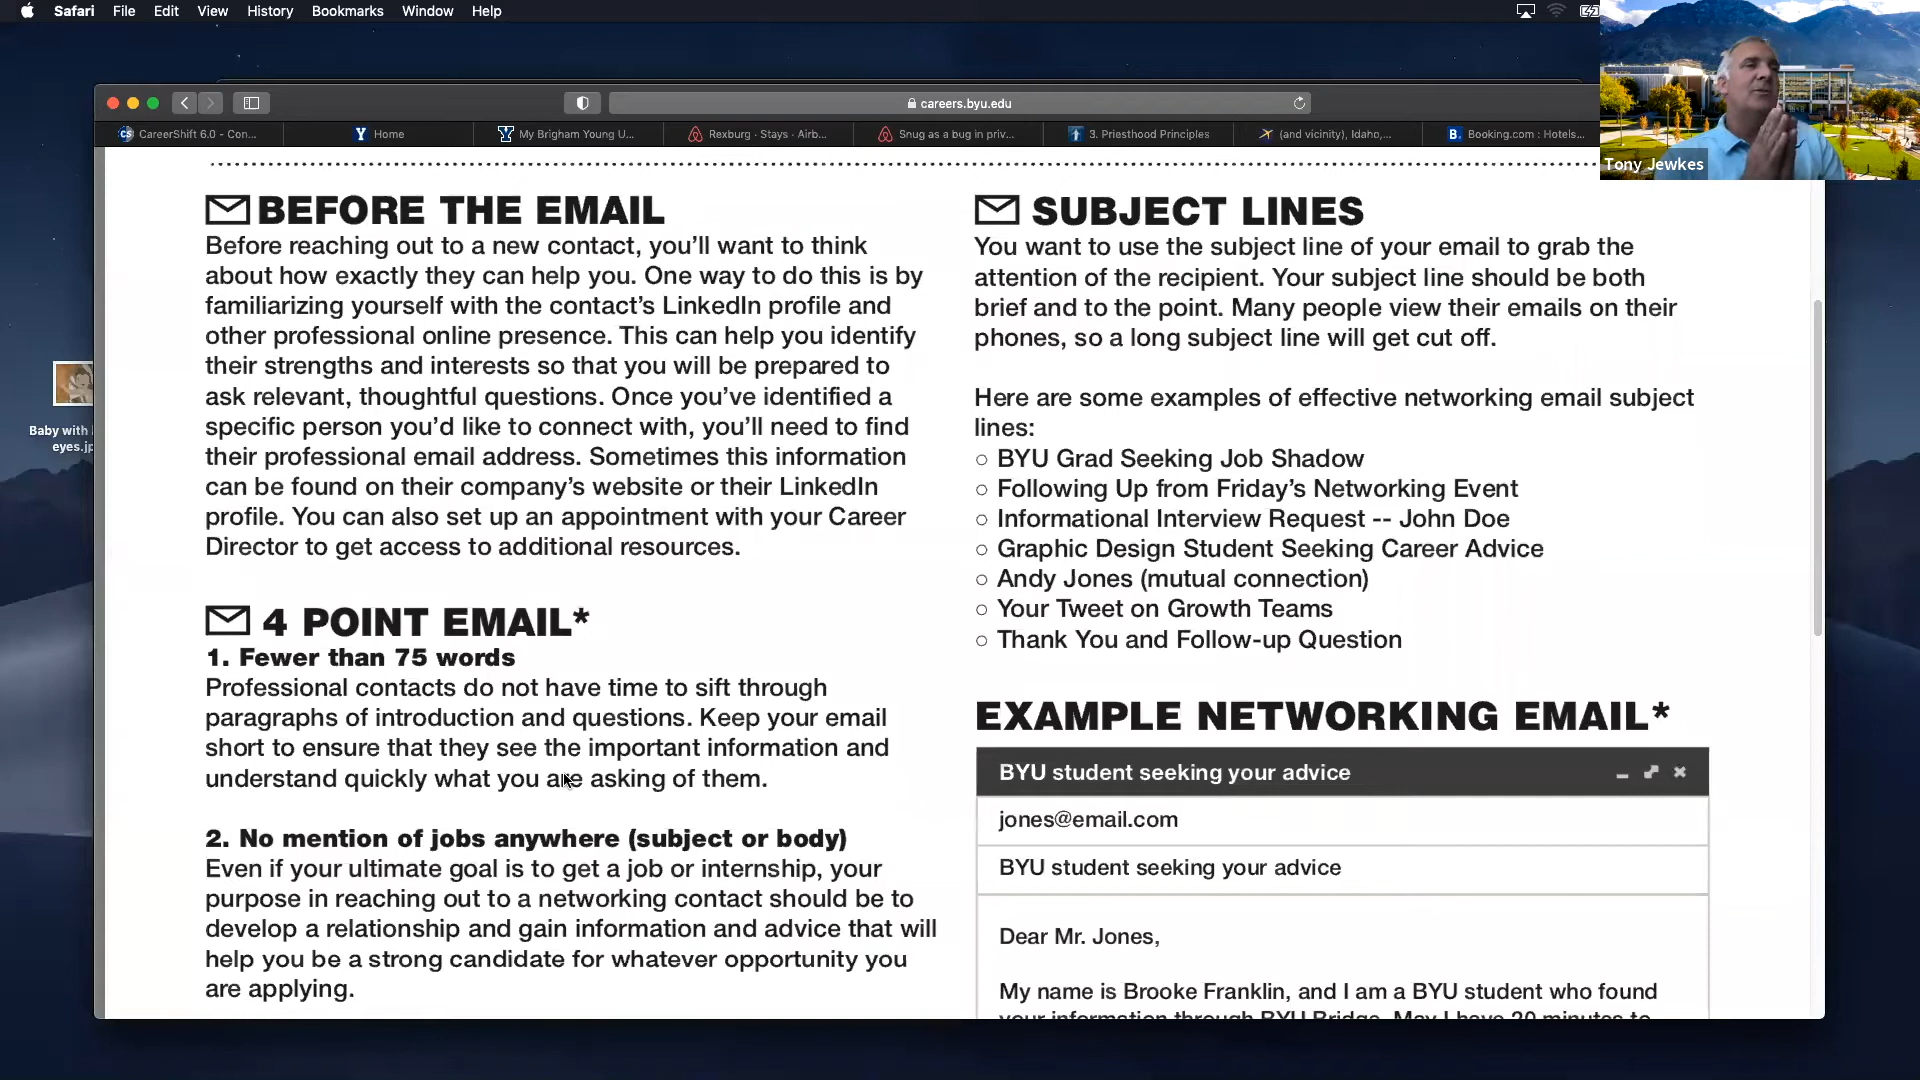 Safari File Edit View History Bookmarks Window Help
careers.byu.edu
CareerShift 6.0 - Con...
Home
My Brigham Young U...
Rexburg · Stays · Airb...
Snug as a bug in priv...
3. Priesthood Principles
(and vicinity), Idaho,...
Booking.com : Hotels...
Tony Jewkes
Baby with
eyes.jp
BEFORE THE EMAIL
Before reaching out to a new contact, you’ll want to think
about how exactly they can help you. One way to do this is by
familiarizing yourself with the contact’s LinkedIn profile and
other professional online presence. This can help you identify
their strengths and interests so that you will be prepared to
ask relevant, thoughtful questions. Once you’ve identified a
specific person you’d like to connect with, you’ll need to find
their professional email address. Sometimes this information
can be found on their company’s website or their LinkedIn
profile. You can also set up an appointment with your Career
Director to get access to additional resources.
4 POINT EMAIL*
1. Fewer than 75 words
Professional contacts do not have time to sift through
paragraphs of introduction and questions. Keep your email
short to ensure that they see the important information and
understand quickly what you are asking of them.
2. No mention of jobs anywhere (subject or body)
Even if your ultimate goal is to get a job or internship, your
purpose in reaching out to a networking contact should be to
develop a relationship and gain information and advice that will
help you be a strong candidate for whatever opportunity you
are applying.
SUBJECT LINES
You want to use the subject line of your email to grab the
attention of the recipient. Your subject line should be both
brief and to the point. Many people view their emails on their
phones, so a long subject line will get cut off.
Here are some examples of effective networking email subject
lines:
○ BYU Grad Seeking Job Shadow
○ Following Up from Friday’s Networking Event
○ Informational Interview Request -- John Doe
○ Graphic Design Student Seeking Career Advice
○ Andy Jones (mutual connection)
○ Your Tweet on Growth Teams
○ Thank You and Follow-up Question
EXAMPLE NETWORKING EMAIL*
BYU student seeking your advice
jones@email.com
BYU student seeking your advice
Dear Mr. Jones,
My name is Brooke Franklin, and I am a BYU student who found
your information through BYU Bridge. May I have 20 minutes to